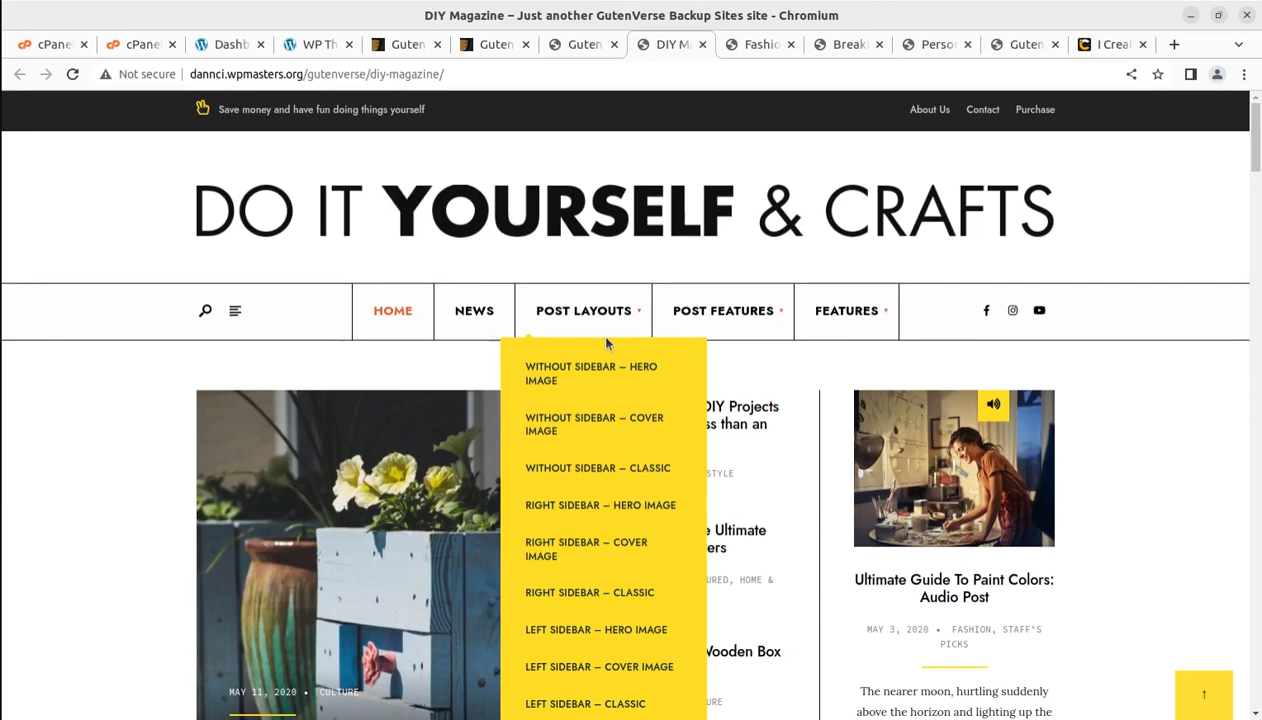 DIY Magazine – Just another GutenVerse Backup Sites site - Chromium
cPane
cPane
Dashb
WP Th
Guten
Guten
Guten
DIY M
Fashio
Break
Perso
Guten
I Creat
Not secure
dannci.wpmasters.org/gutenverse/diy-magazine/
Save money and have fun doing things yourself
About Us
Contact
Purchase
DO IT YOURSELF & CRAFTS
HOME
NEWS
POST LAYOUTS
POST FEATURES
FEATURES
WITHOUT SIDEBAR – HERO
IMAGE
WITHOUT SIDEBAR – COVER
IMAGE
WITHOUT SIDEBAR – CLASSIC
RIGHT SIDEBAR – HERO IMAGE
RIGHT SIDEBAR – COVER
IMAGE
RIGHT SIDEBAR – CLASSIC
LEFT SIDEBAR – HERO IMAGE
LEFT SIDEBAR – COVER IMAGE
LEFT SIDEBAR – CLASSIC
MAY 11, 2020 • CULTURE
DIY Projects
ss than an
STYLE
e Ultimate
ers
URED, HOME &
Wooden Box
URE
Ultimate Guide To Paint Colors:
Audio Post
MAY 3, 2020 • FASHION, STAFF'S
PICKS
The nearer moon, hurtling suddenly
above the horizon and lighting up the
↑